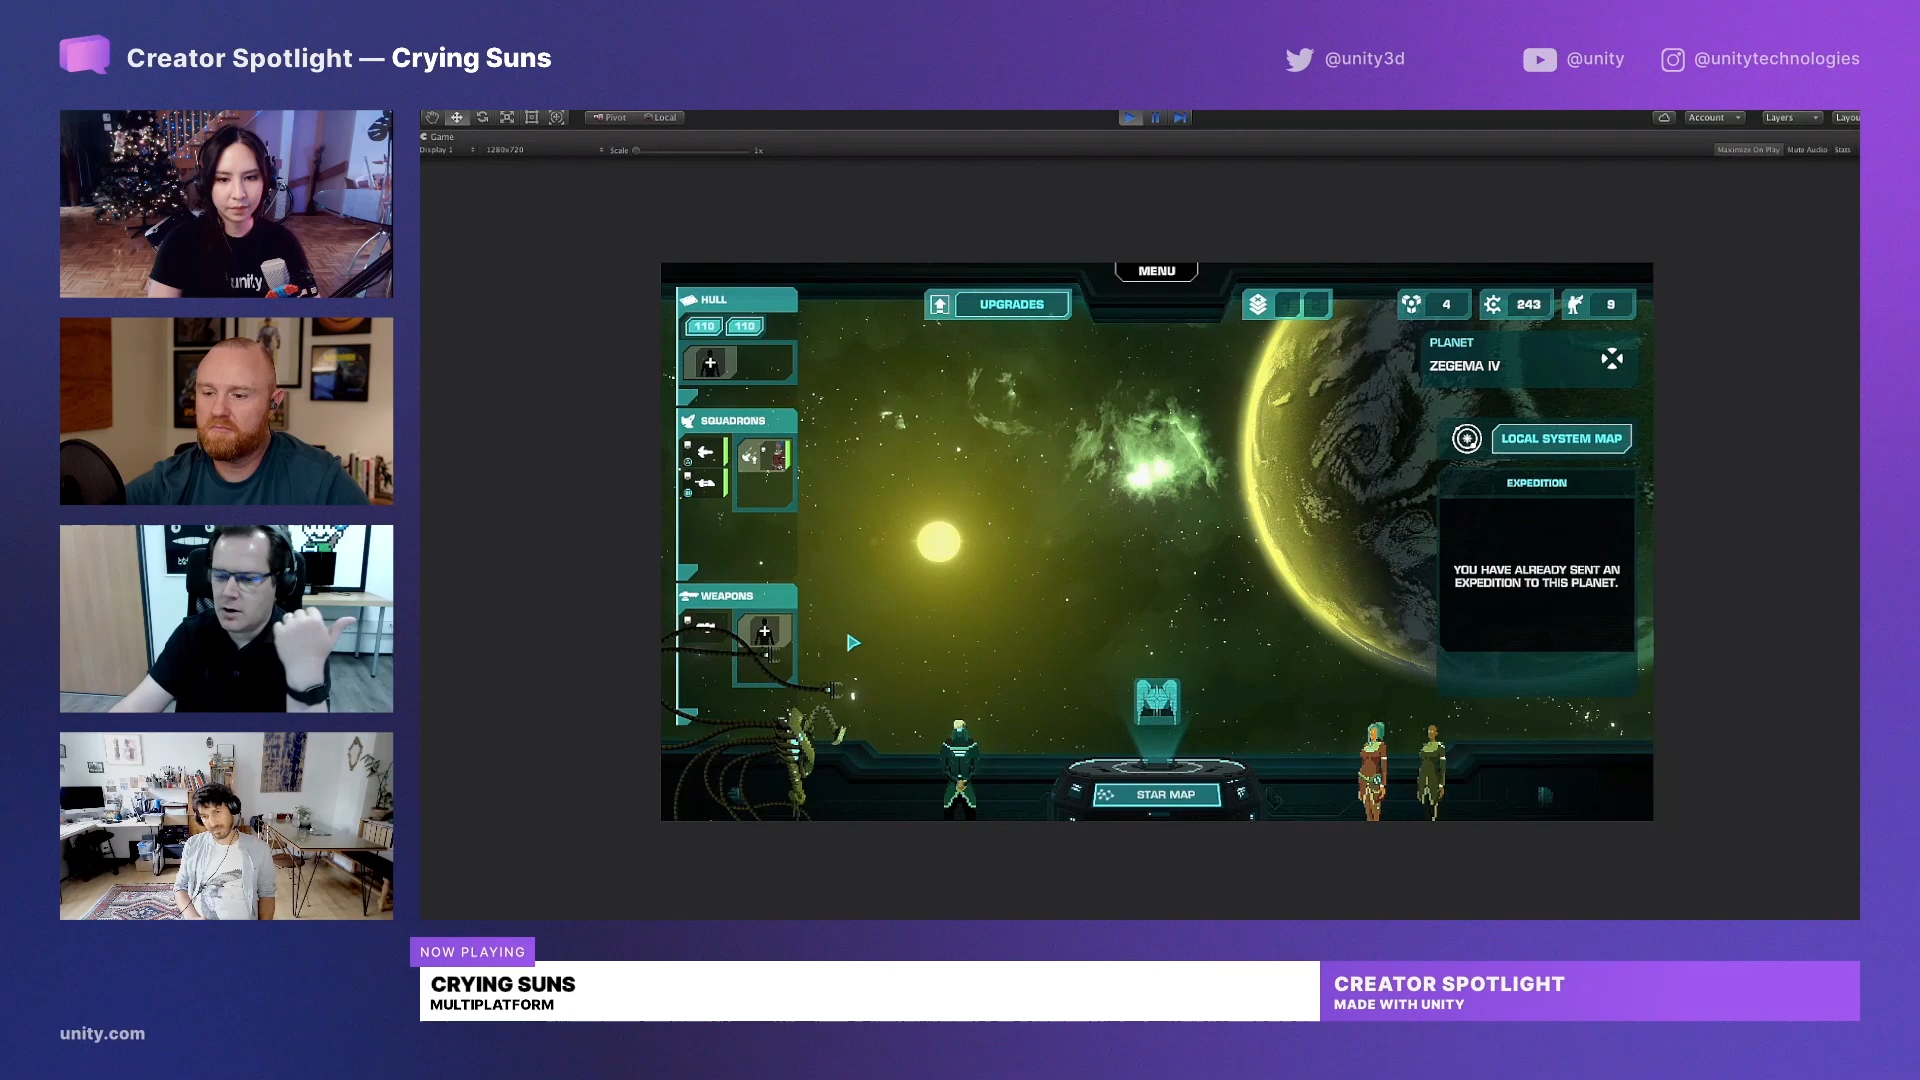 Creator Spotlight — Crying Suns
@unity3d
@unity
@unitytechnologies
Pivot
Local
Account
Layers
Layou
Game
Display 1
1280x720
Scale
1x
Maximize On Play
Mute Audio
Stats
unity
MENU
HULL
110
110
UPGRADES
4
243
9
PLANET
ZEGEMA IV
LOCAL SYSTEM MAP
SQUADRONS
EXPEDITION
YOU HAVE ALREADY SENT AN
EXPEDITION TO THIS PLANET.
WEAPONS
STAR MAP
NOW PLAYING
CRYING SUNS
MULTIPLATFORM
CREATOR SPOTLIGHT
MADE WITH UNITY
unity.com